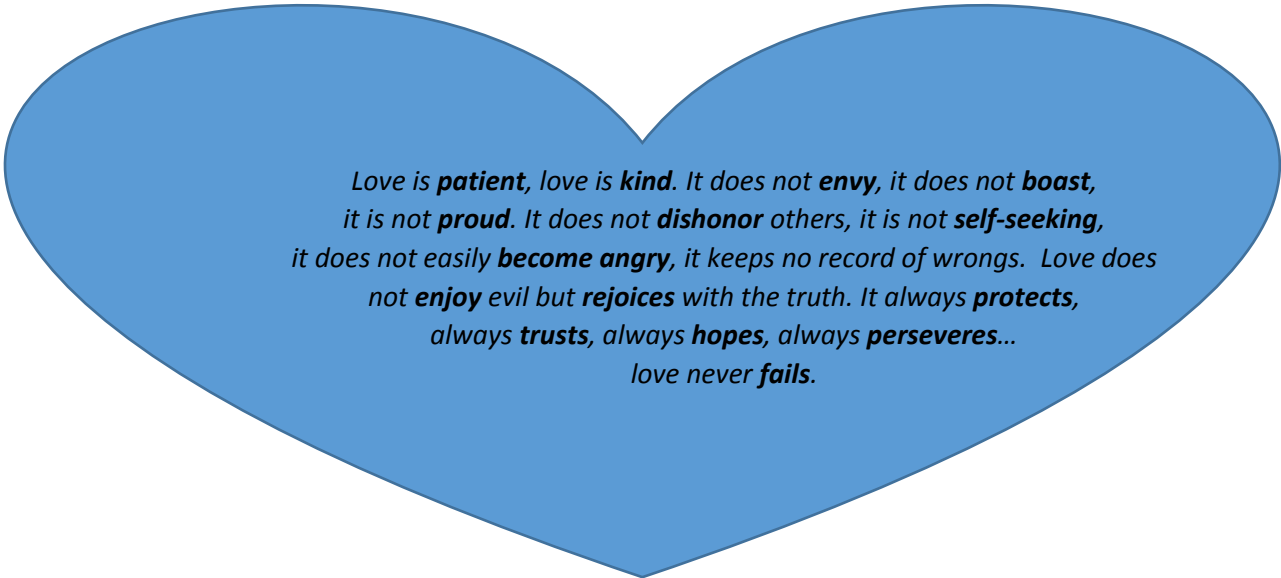 Love is patient, love is kind. It does not envy, it does not boast,
it is not proud. It does not dishonor others, it is not self-seeking,
it does not easily become angry, it keeps no record of wrongs.  Love does
not enjoy evil but rejoices with the truth. It always protects,
always trusts, always hopes, always perseveres…
love never fails.